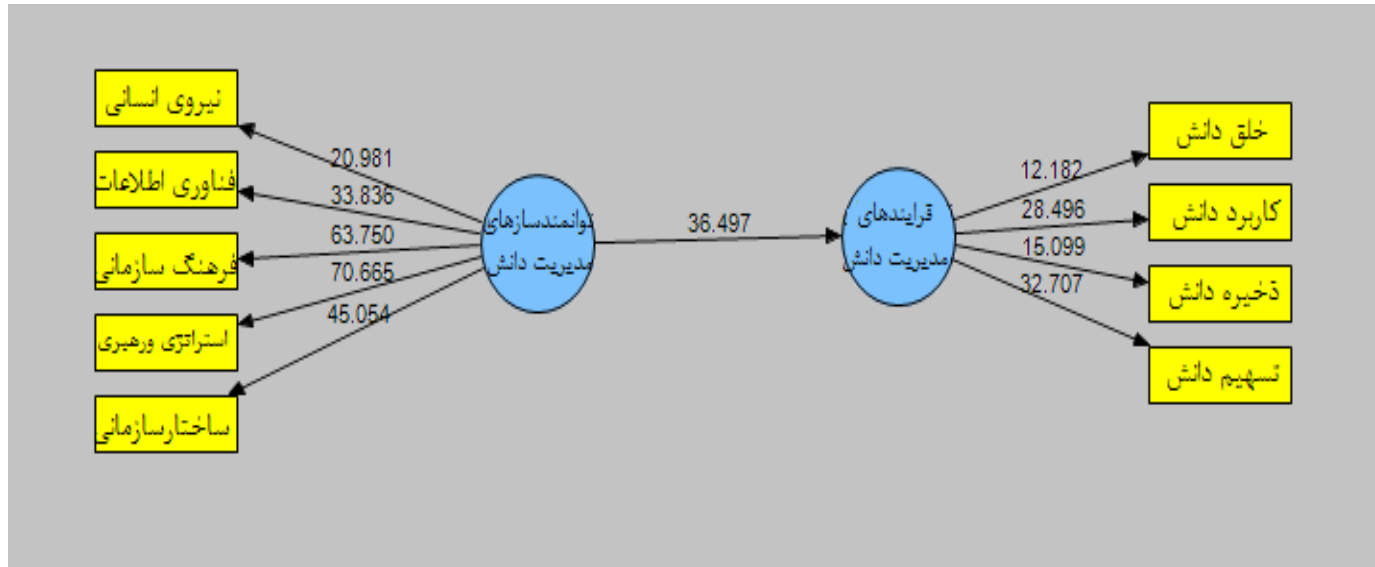 نیروی انسانی
20.981
فناوری اطلاعات
33.836
فرهنگ سازمانی
63.750
استراتژی ورهبری
70.665
ساختارسازمانی
45.054
توانمندسازهای
مدیریت دانش
36.497
قرایندهای
مدیریت دانش
خلق دانش
12.182
کاربرد دانش
28.496
ذخیره دانش
15.099
تسهیم دانش
32.707